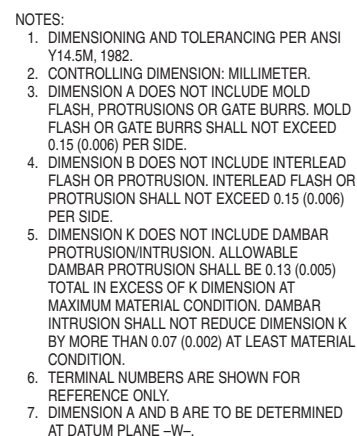 NOTES:
1. DIMENSIONING AND TOLERANCING PER ANSI
Y14.5M, 1982.
2. CONTROLLING DIMENSION: MILLIMETER.
3. DIMENSION A DOES NOT INCLUDE MOLD
FLASH, PROTRUSIONS OR GATE BURRS. MOLD
FLASH OR GATE BURRS SHALL NOT EXCEED
0.15 (0.006) PER SIDE.
4. DIMENSION B DOES NOT INCLUDE INTERLEAD
FLASH OR PROTRUSION. INTERLEAD FLASH OR
PROTRUSION SHALL NOT EXCEED 0.15 (0.006)
PER SIDE.
5. DIMENSION K DOES NOT INCLUDE DAMBAR
PROTRUSION/INTRUSION. ALLOWABLE
DAMBAR PROTRUSION SHALL BE 0.13 (0.005)
TOTAL IN EXCESS OF K DIMENSION AT
MAXIMUM MATERIAL CONDITION. DAMBAR
INTRUSION SHALL NOT REDUCE DIMENSION K
BY MORE THAN 0.07 (0.002) AT LEAST MATERIAL
CONDITION.
6. TERMINAL NUMBERS ARE SHOWN FOR
REFERENCE ONLY.
7. DIMENSION A AND B ARE TO BE DETERMINED
AT DATUM PLANE –W–.